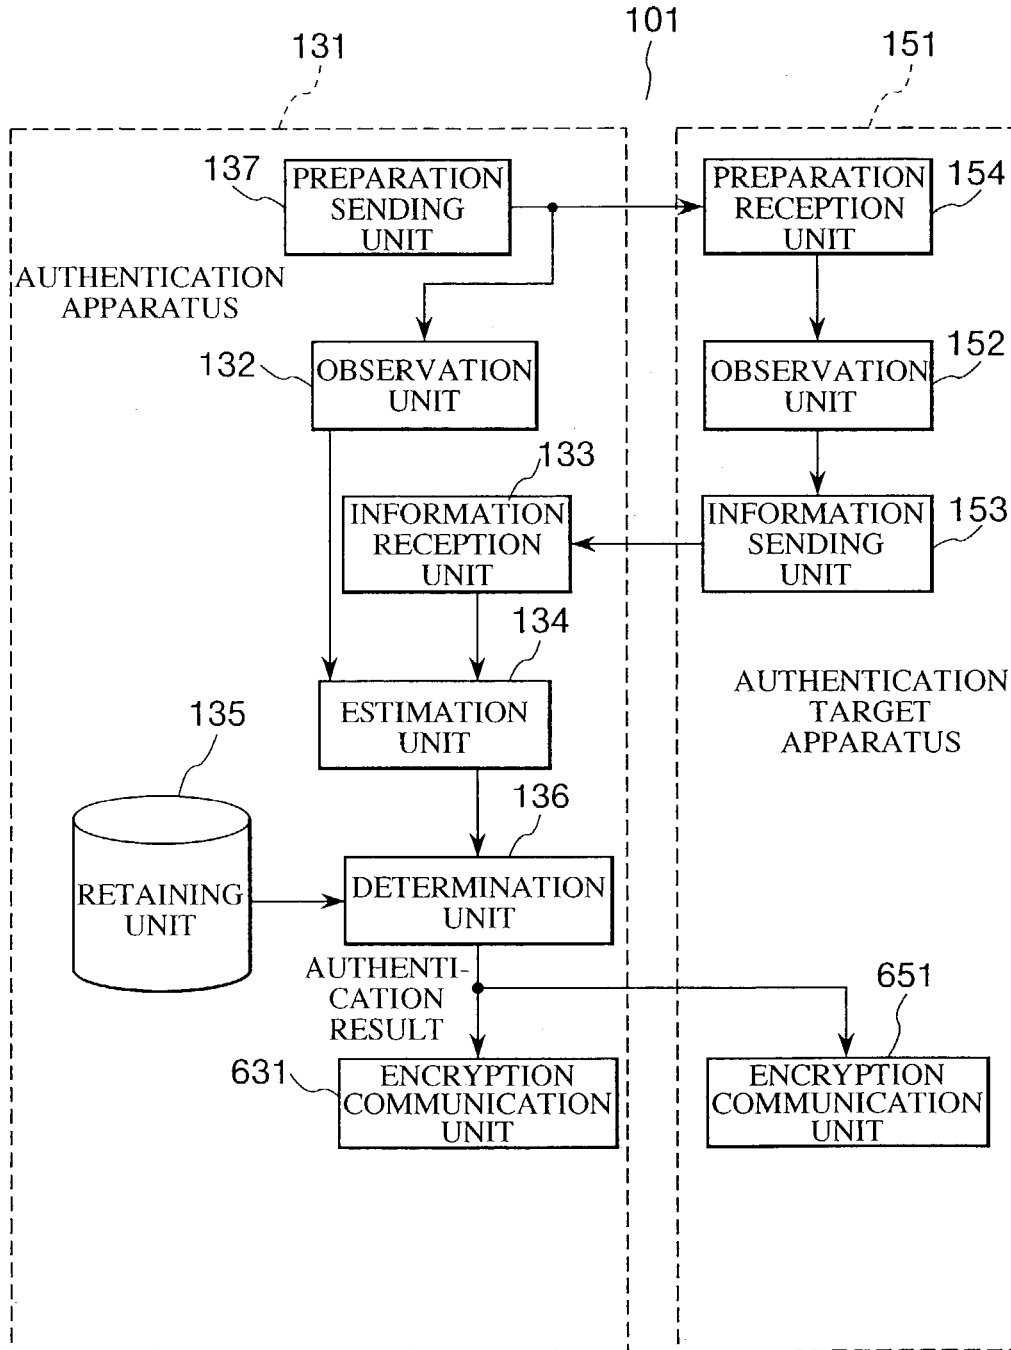 101
131
151
137
PREPARATION
SENDING
UNIT
PREPARATION
RECEPTION
UNIT
154
AUTHENTICATION
APPARATUS
132
OBSERVATION
UNIT
OBSERVATION
UNIT
152
133
INFORMATION
RECEPTION
UNIT
INFORMATION
SENDING
UNIT
153
134
ESTIMATION
UNIT
AUTHENTICATION
TARGET
APPARATUS
135
RETAINING
UNIT
136
DETERMINATION
UNIT
AUTHENTI-
CATION
RESULT
631
ENCRYPTION
COMMUNICATION
UNIT
651
ENCRYPTION
COMMUNICATION
UNIT